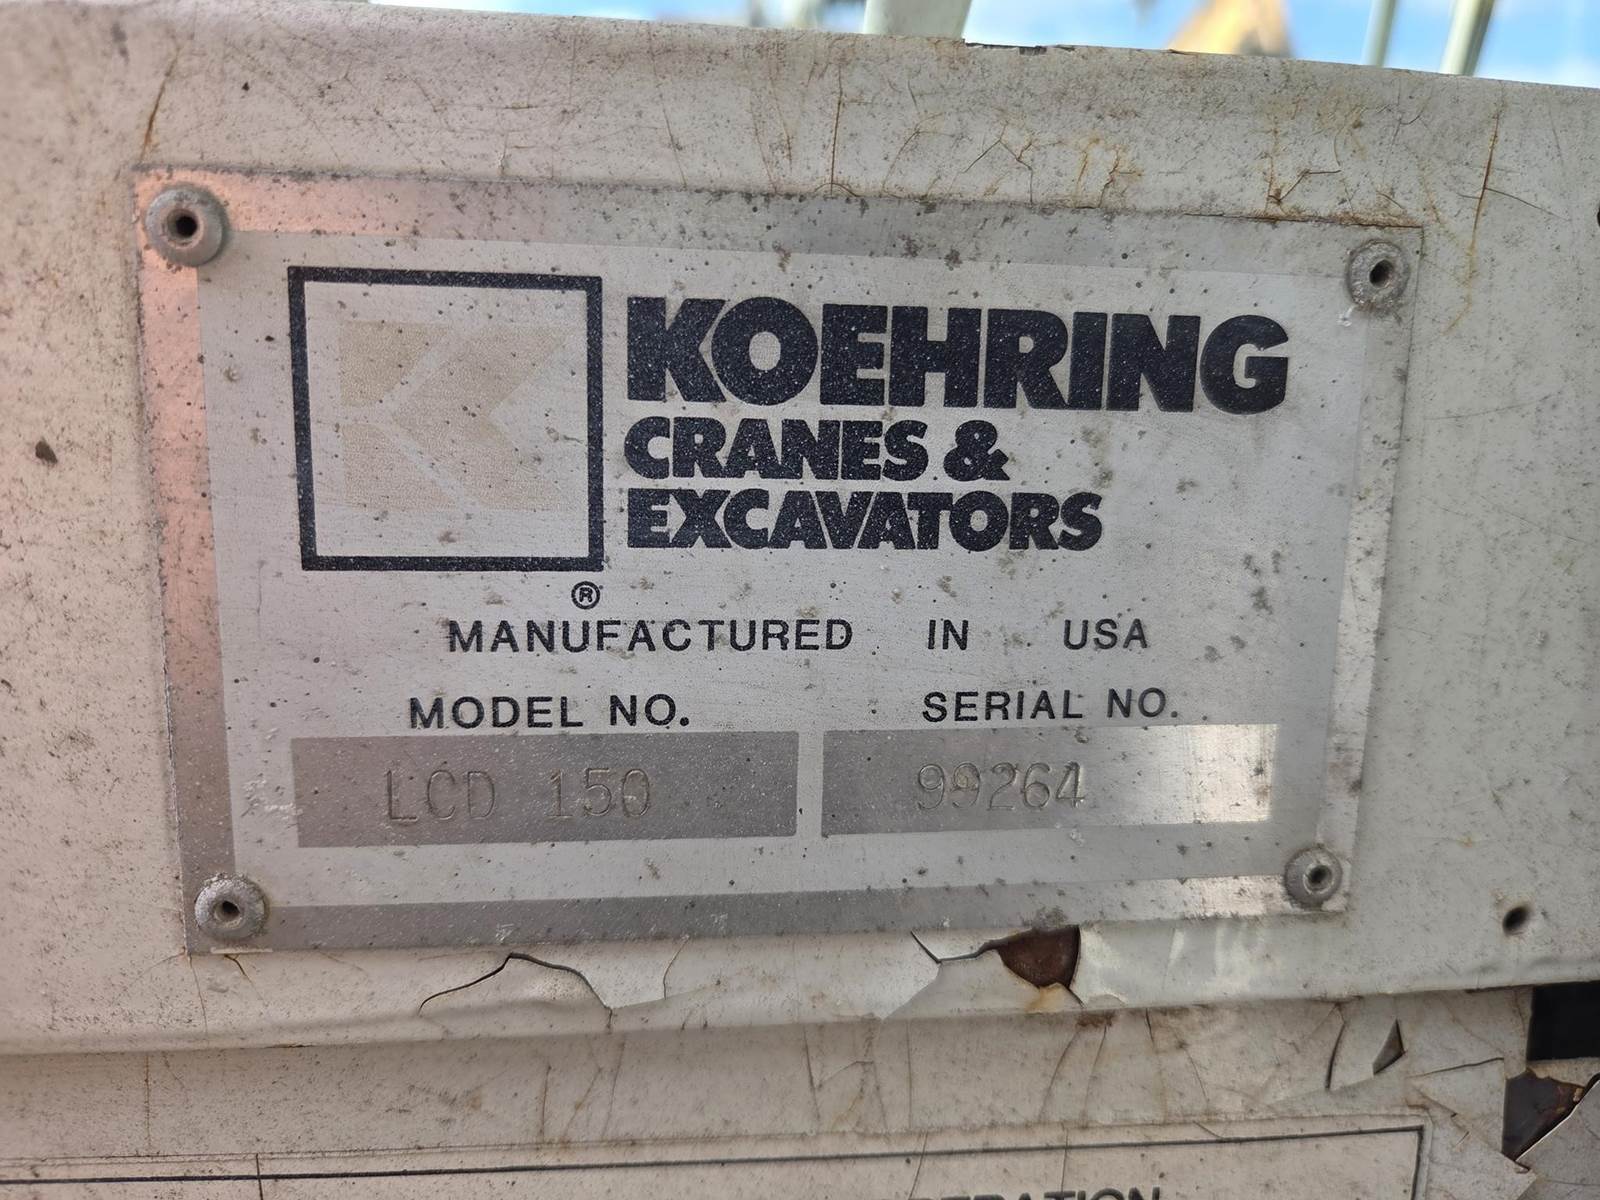 KOEHRING
CRANES &
EXCAVATORS
®
MANUFACTURED IN USA
MODEL NO. SERIAL NO.
LCD 150 99264